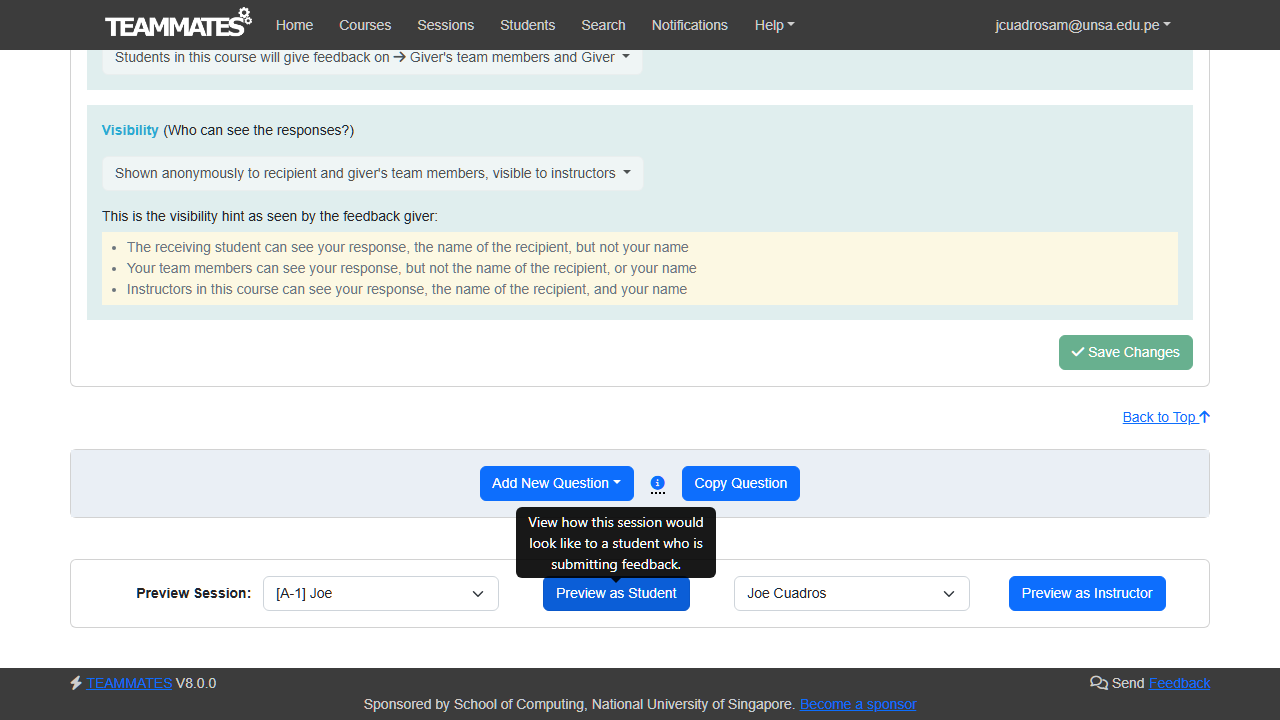 TEAMMATES Home Courses Sessions Students Search Notifications Help jcuadrosam@unsa.edu.pe
Students in this course will give feedback on → Giver's team members and Giver
Visibility (Who can see the responses?)
Shown anonymously to recipient and giver's team members, visible to instructors
This is the visibility hint as seen by the feedback giver:
• The receiving student can see your response, the name of the recipient, but not your name
• Your team members can see your response, but not the name of the recipient, or your name
• Instructors in this course can see your response, the name of the recipient, and your name
Save Changes
Back to Top
Add New Question Copy Question
View how this session would
look like to a student who is
submitting feedback.
Preview Session: [A-1] Joe Preview as Student Joe Cuadros Preview as Instructor
TEAMMATES V8.0.0 Send Feedback
Sponsored by School of Computing, National University of Singapore. Become a sponsor